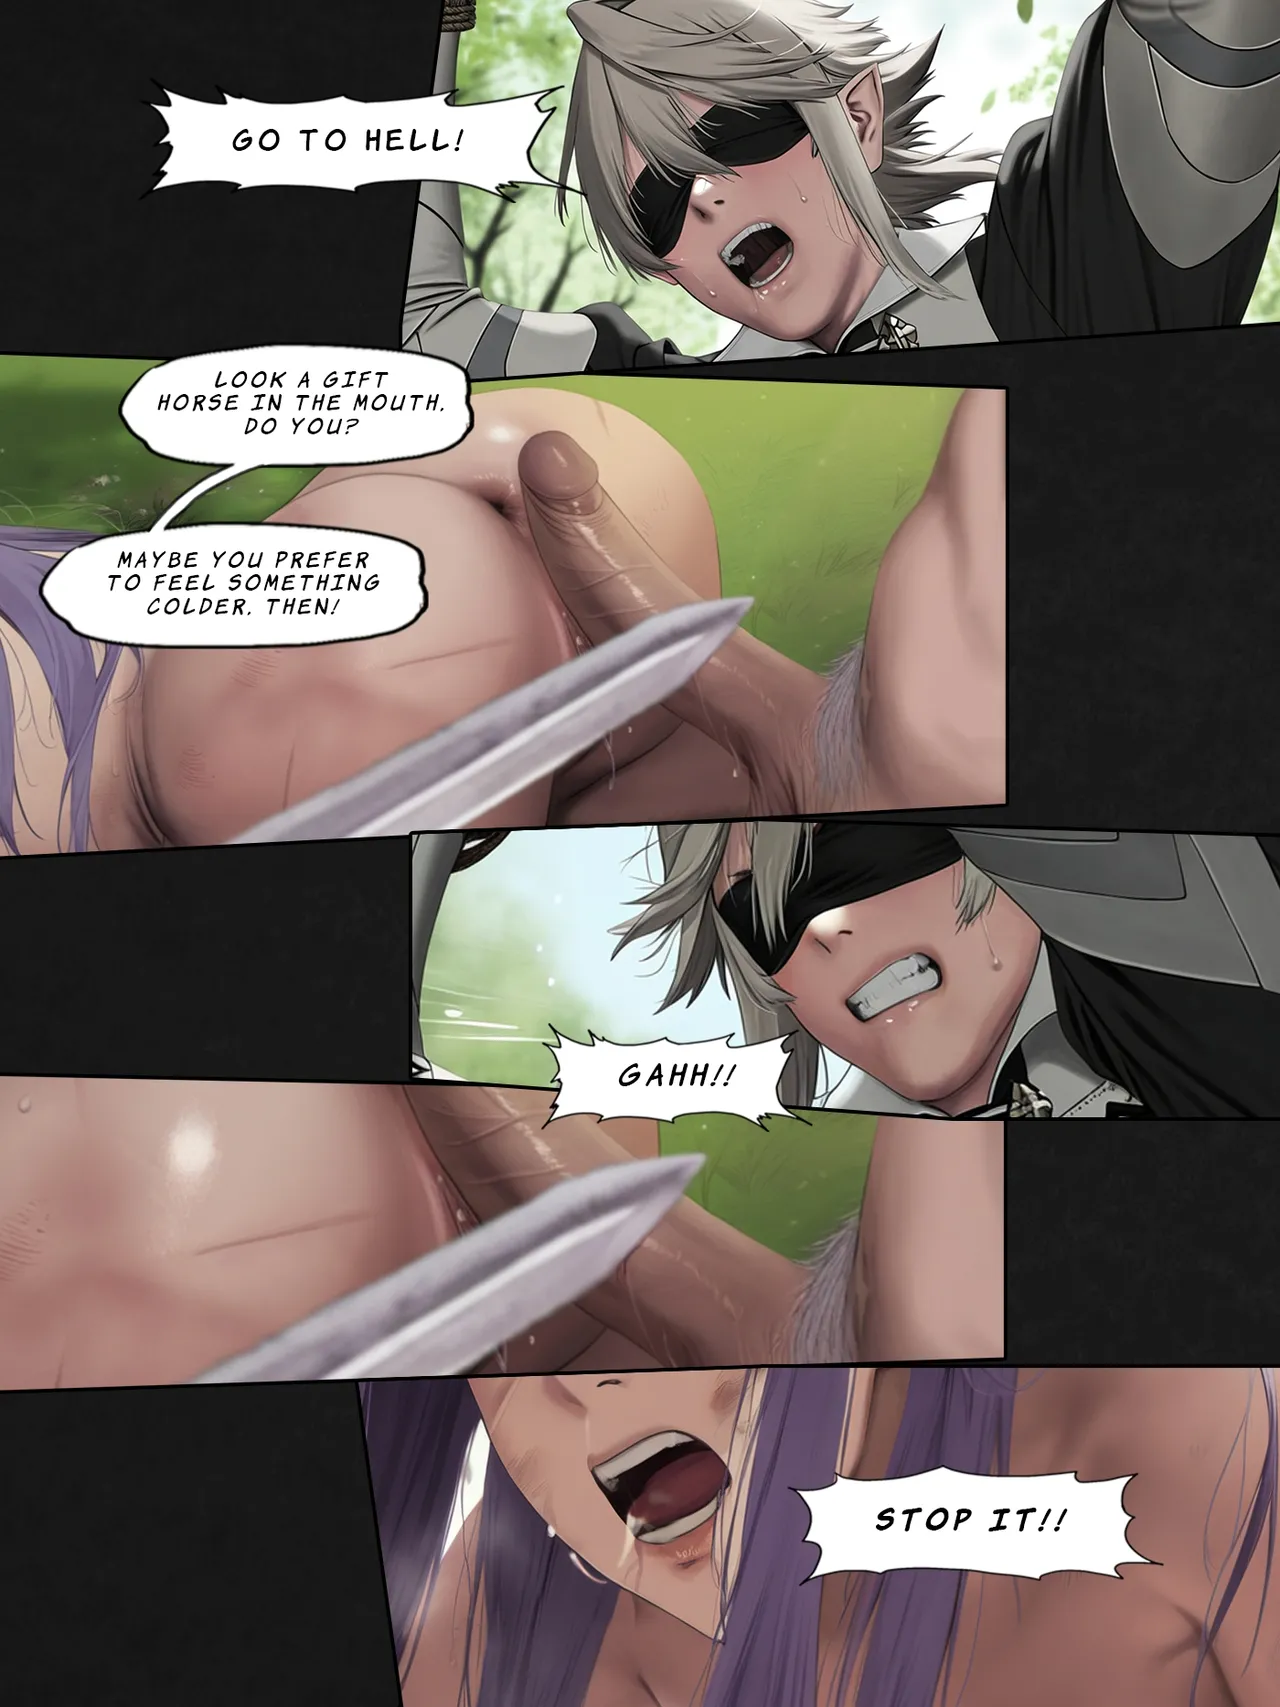 GO TO HELL!
LOOK A GIFT
HORSE IN THE MOUTH,
DO YOU?
MAYBE YOU PREFER
TO FEEL SOMETHING
COLDER, THEN!
GAHH!!
STOP IT!!